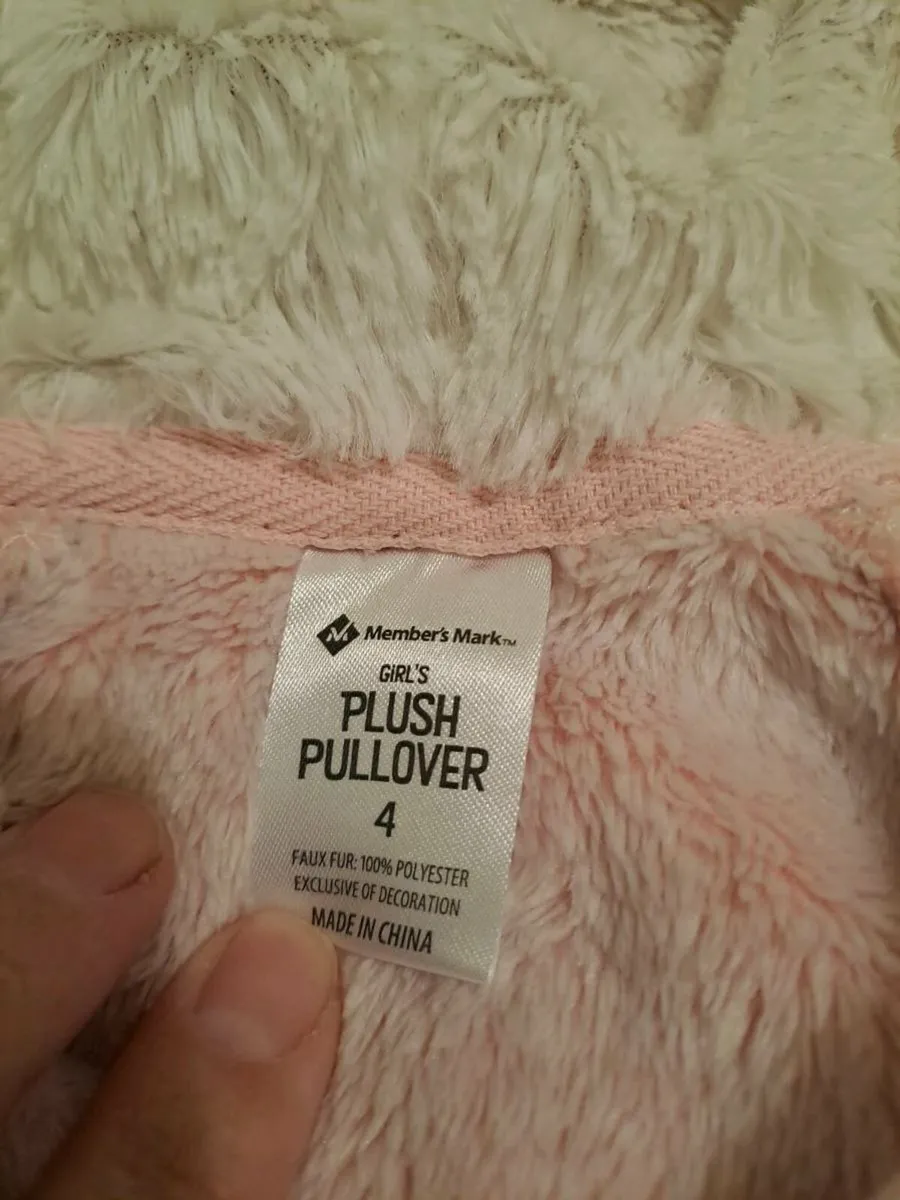 Member's Mark™
GIRL'S
PLUSH
PULLOVER
4
FAUX FUR: 100% POLYESTER
EXCLUSIVE OF DECORATION
MADE IN CHINA